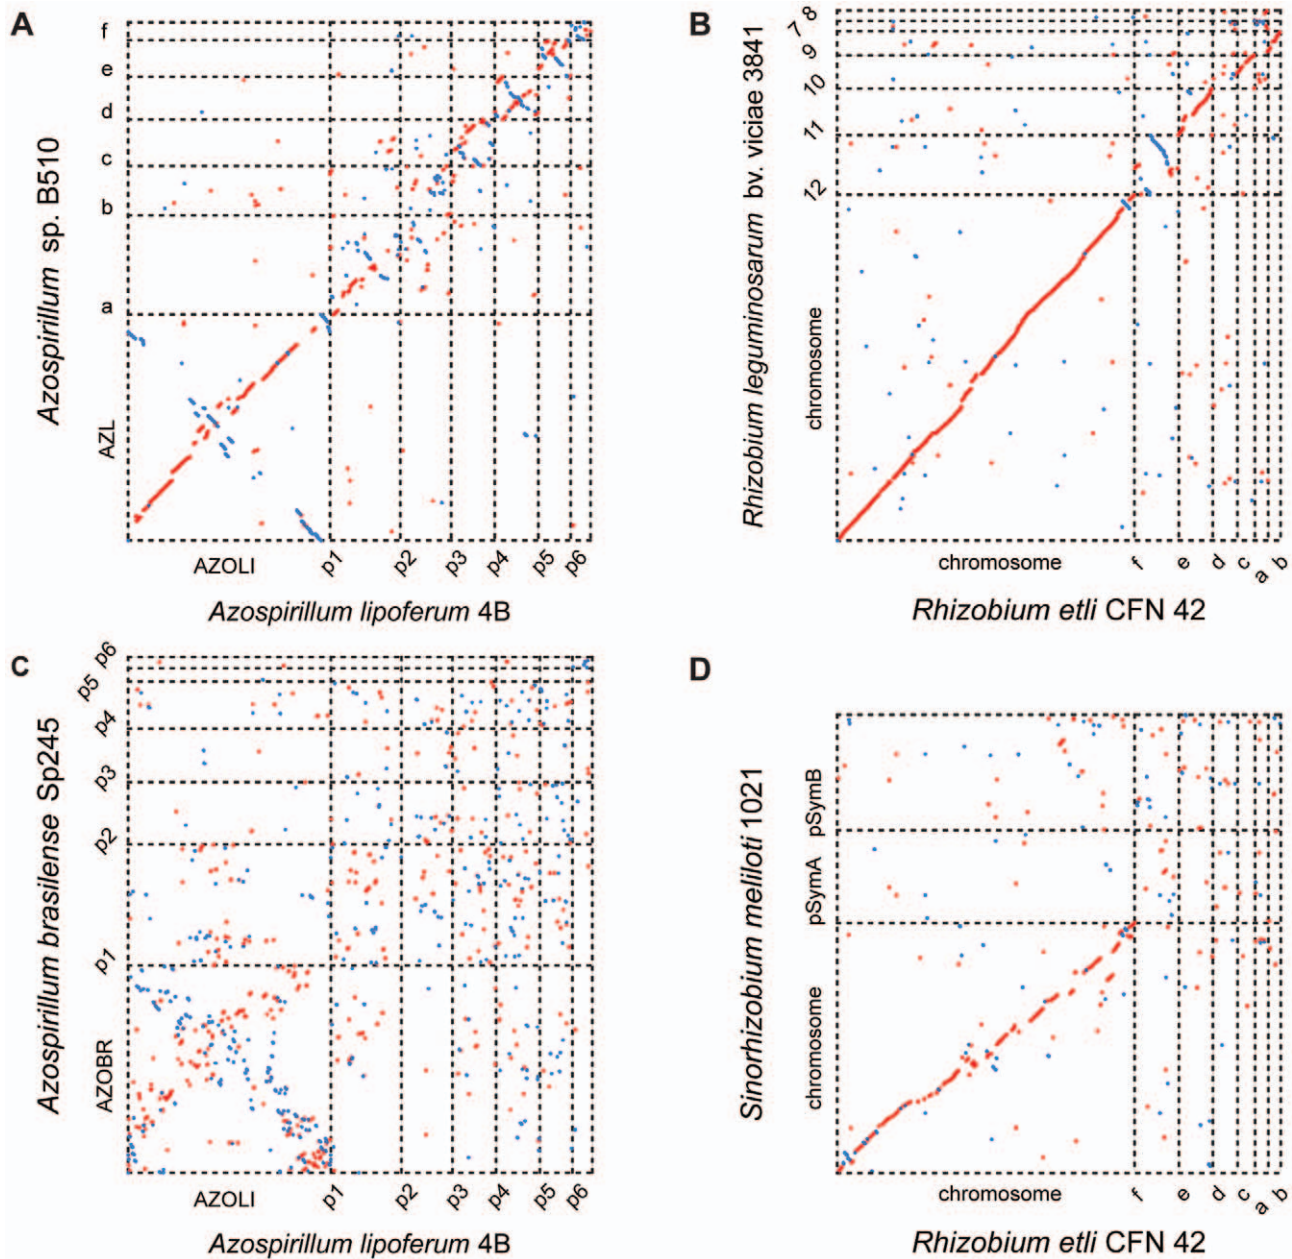 A
Azospirillum sp. B510
f
e
d
c
b
a
AZL
AZOLI
p1
p2
p3
p4
p5
p6
Azospirillum lipoferum 4B
B
Rhizobium leguminosarum bv. viciae 3841
8
7
9
10
11
12
chromosome
chromosome
f
e
d
c
a
b
Rhizobium etli CFN 42
C
Azospirillum brasilense Sp245
p6
p5
p4
p3
p2
p1
AZOBR
AZOLI
p1
p2
p3
p4
p5
p6
Azospirillum lipoferum 4B
D
Sinorhizobium meliloti 1021
pSymB
pSymA
chromosome
chromosome
f
e
d
c
a
b
Rhizobium etli CFN 42